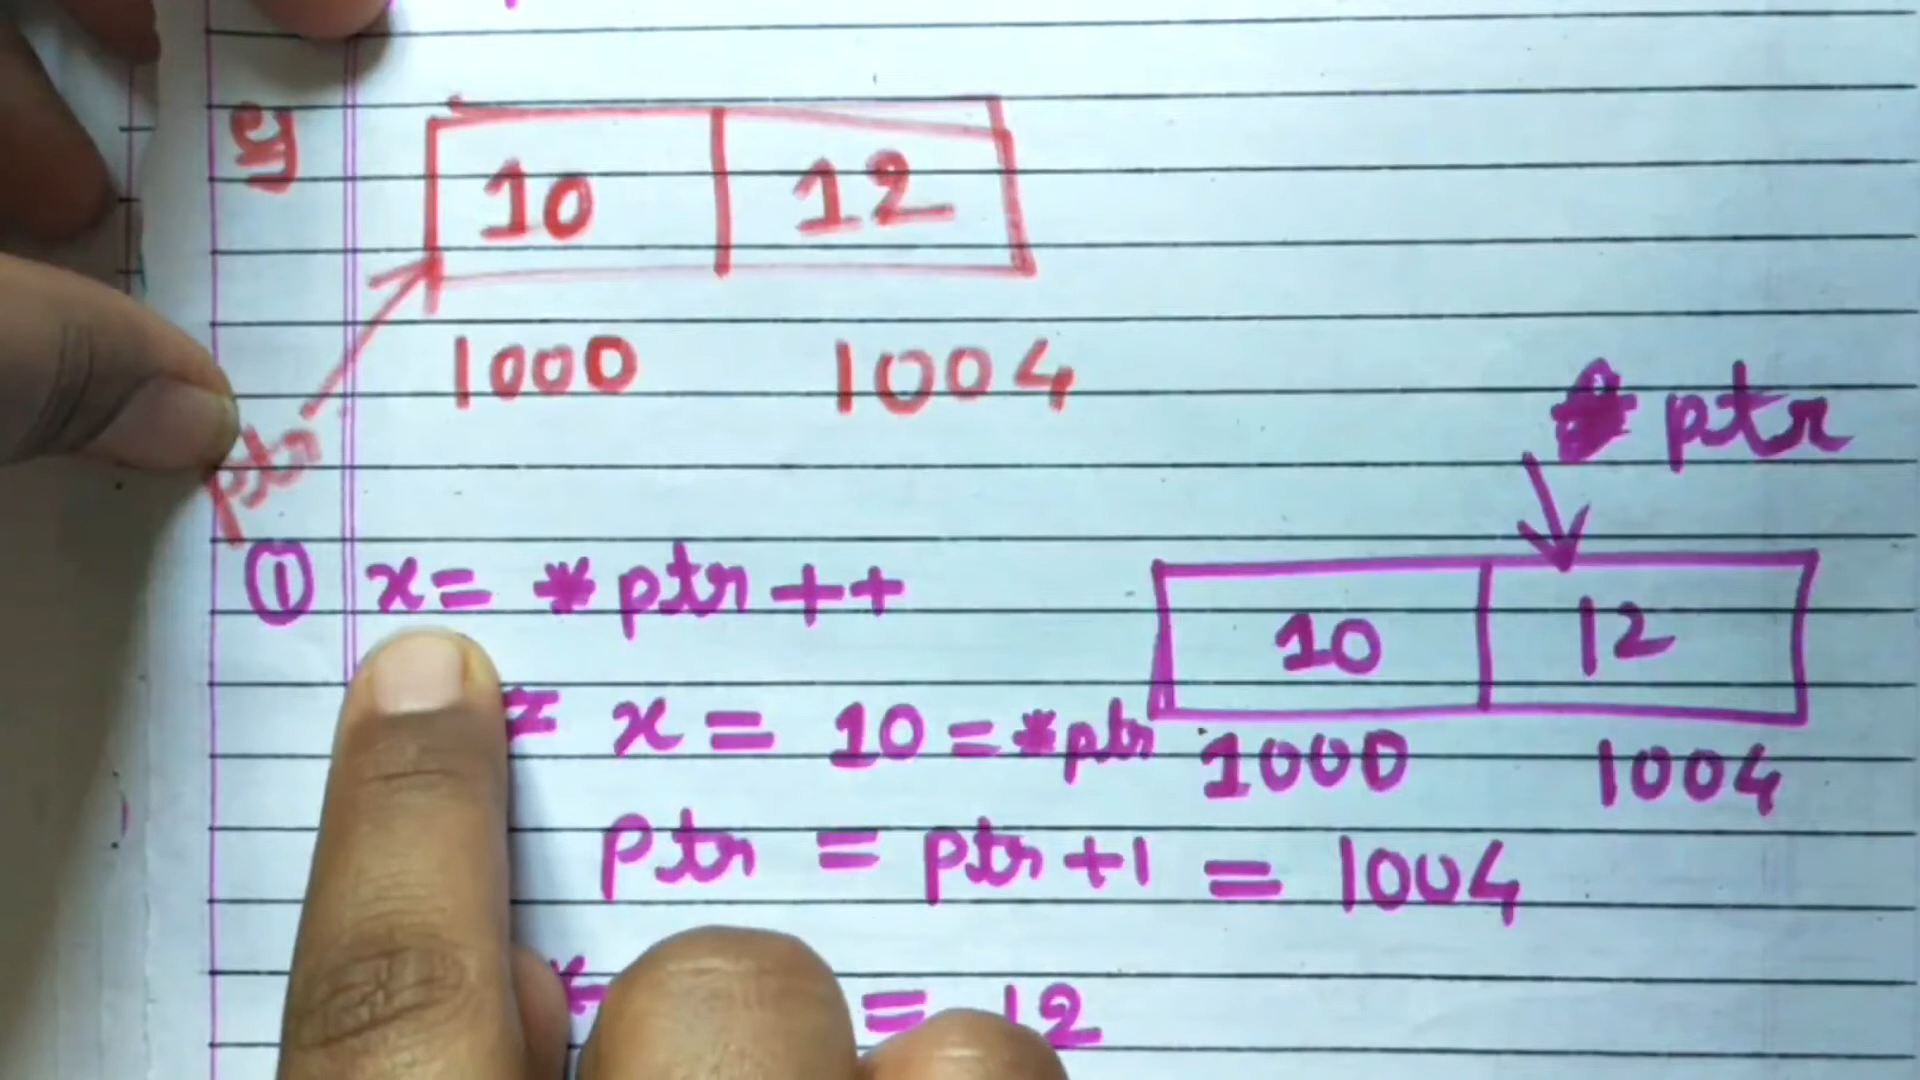 eg
10 12
1000 1004
ptr
ptr
① x = *ptr++
10 12
= x = 10 = *ptr
1000 1004
ptr = ptr+1 = 1004
* = 12